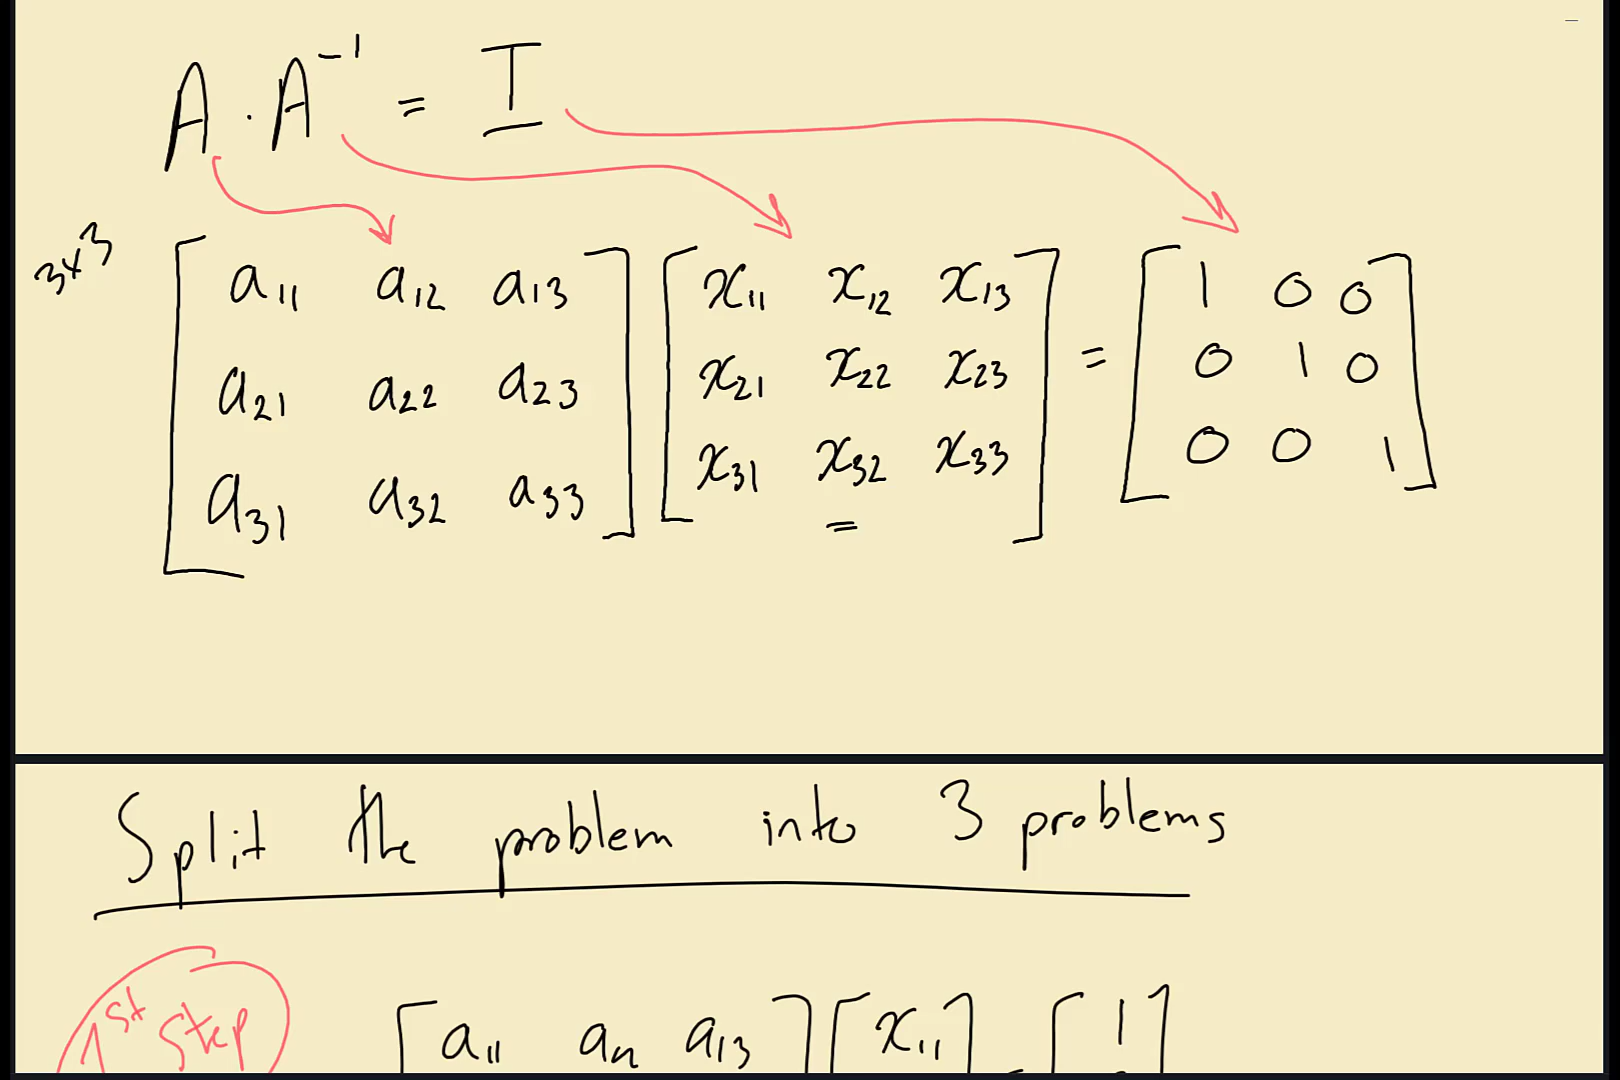 A · A⁻¹ = I
3x3
[ a₁₁ a₁₂ a₁₃ ] [ x₁₁ x₁₂ x₁₃ ] = [ 1 0 0 ]
[ a₂₁ a₂₂ a₂₃ ] [ x₂₁ x₂₂ x₂₃ ] [ 0 1 0 ]
[ a₃₁ a₃₂ a₃₃ ] [ x₃₁ x₃₂ x₃₃ ] [ 0 0 1 ]
=
Split the problem into 3 problems
1st step
[ a₁₁ a₁₂ a₁₃ ] [ x₁₁ ] = [ 1 ]